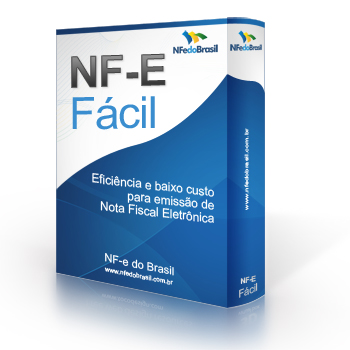 NFedoBrasil
NF-E
Fácil
Eficiência e baixo custo
para emissão de
Nota Fiscal Eletrônica
NF-e do Brasil
www.nfedobrasil.com.br
NFedoBrasil
www.nfedobrasil.com.br
NF-E
Fácil